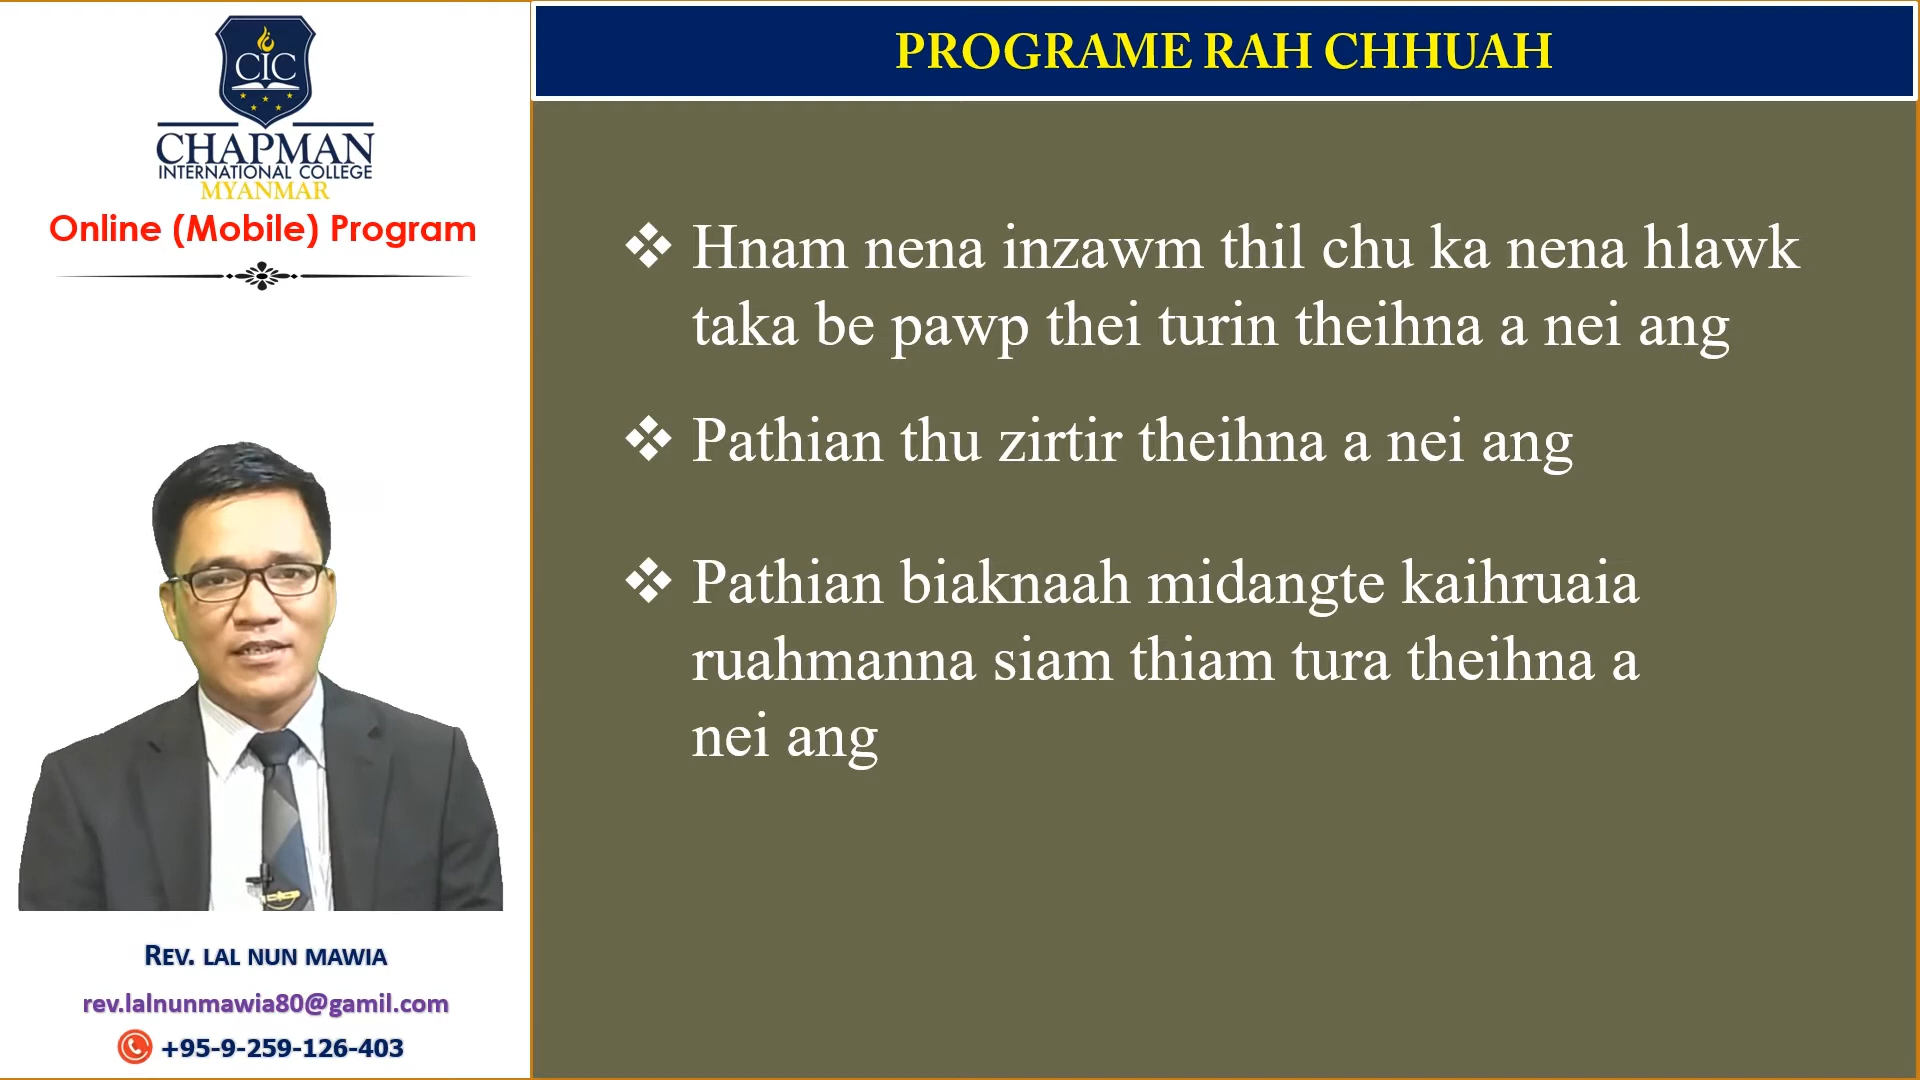 CIC
CHAPMAN
INTERNATIONAL COLLEGE
MYANMAR
Online (Mobile) Program
REV. LAL NUN MAWIA
rev.lalnunmawia80@gamil.com
+95-9-259-126-403
PROGRAME RAH CHHUAH
❖ Hnam nena inzawm thil chu ka nena hlawk
taka be pawp thei turin theihna a nei ang
❖ Pathian thu zirtir theihna a nei ang
❖ Pathian biaknaah midangte kaihruaia
ruahmanna siam thiam tura theihna a
nei ang